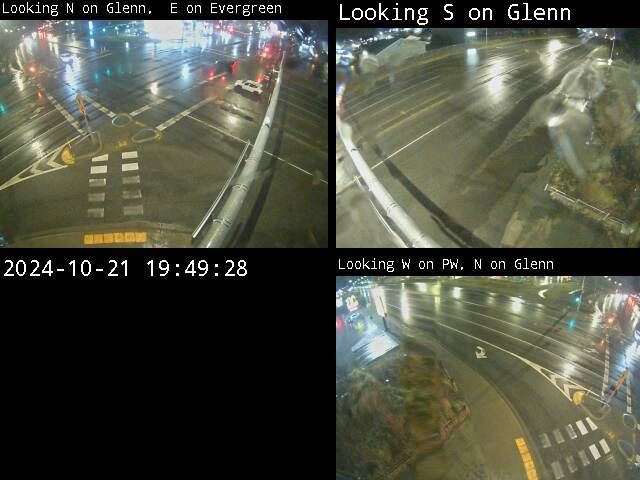 Looking N on Glenn, E on Evergreen
Looking S on Glenn
2024-10-21 19:49:28
Looking W on PW, N on Glenn